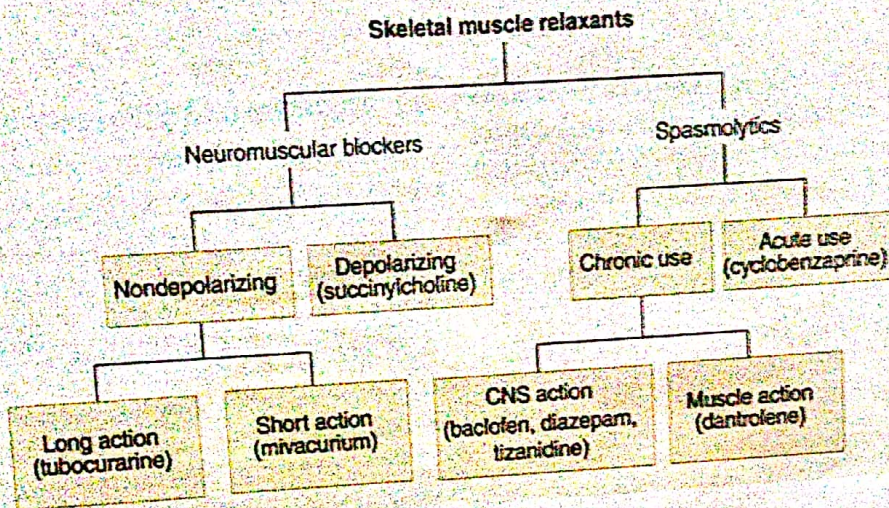 Skeletal muscle relaxants
Neuromuscular blockers
Spasmolytics
Nondepolarizing
Depolarizing
(succinylcholine)
Chronic use
Acute use
(cyclobenzaprine)
Long action
(tubocurarine)
Short action
(mivacurium)
CNS action
(baclofen, diazepam,
tizanidine)
Muscle action
(dantrolene)